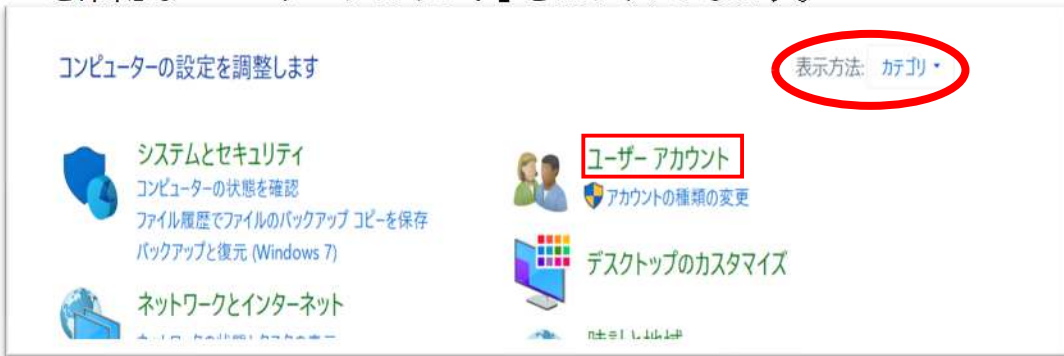 コンピューターの設定を調整します
表示方法: カテゴリ
システムとセキュリティ
コンピューターの状態を確認
ファイル履歴でファイルのバックアップ コピーを保存
バックアップと復元 (Windows 7)
ネットワークとインターネット
ユーザー アカウント
アカウントの種類の変更
デスクトップのカスタマイズ